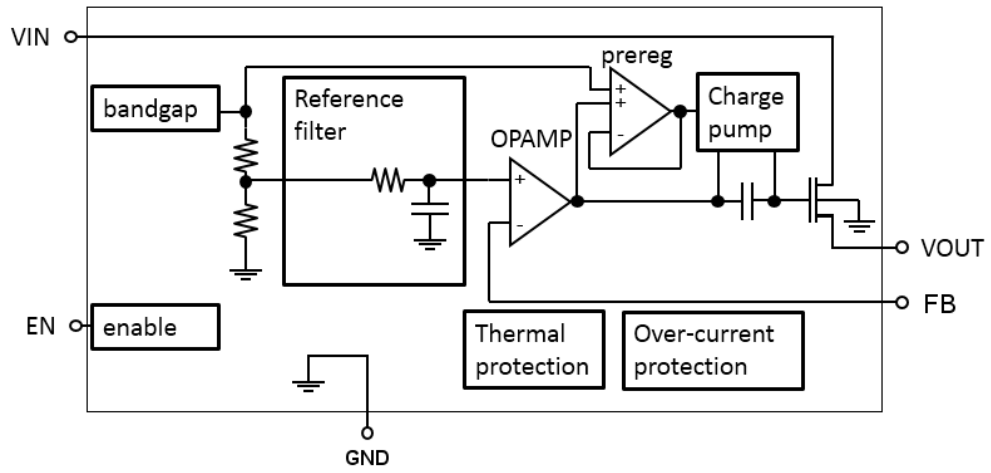 VIN
prereg
bandgap
Reference
filter
Charge
pump
OPAMP
+
+
-
+
-
VOUT
FB
EN
enable
Thermal
protection
Over-current
protection
GND